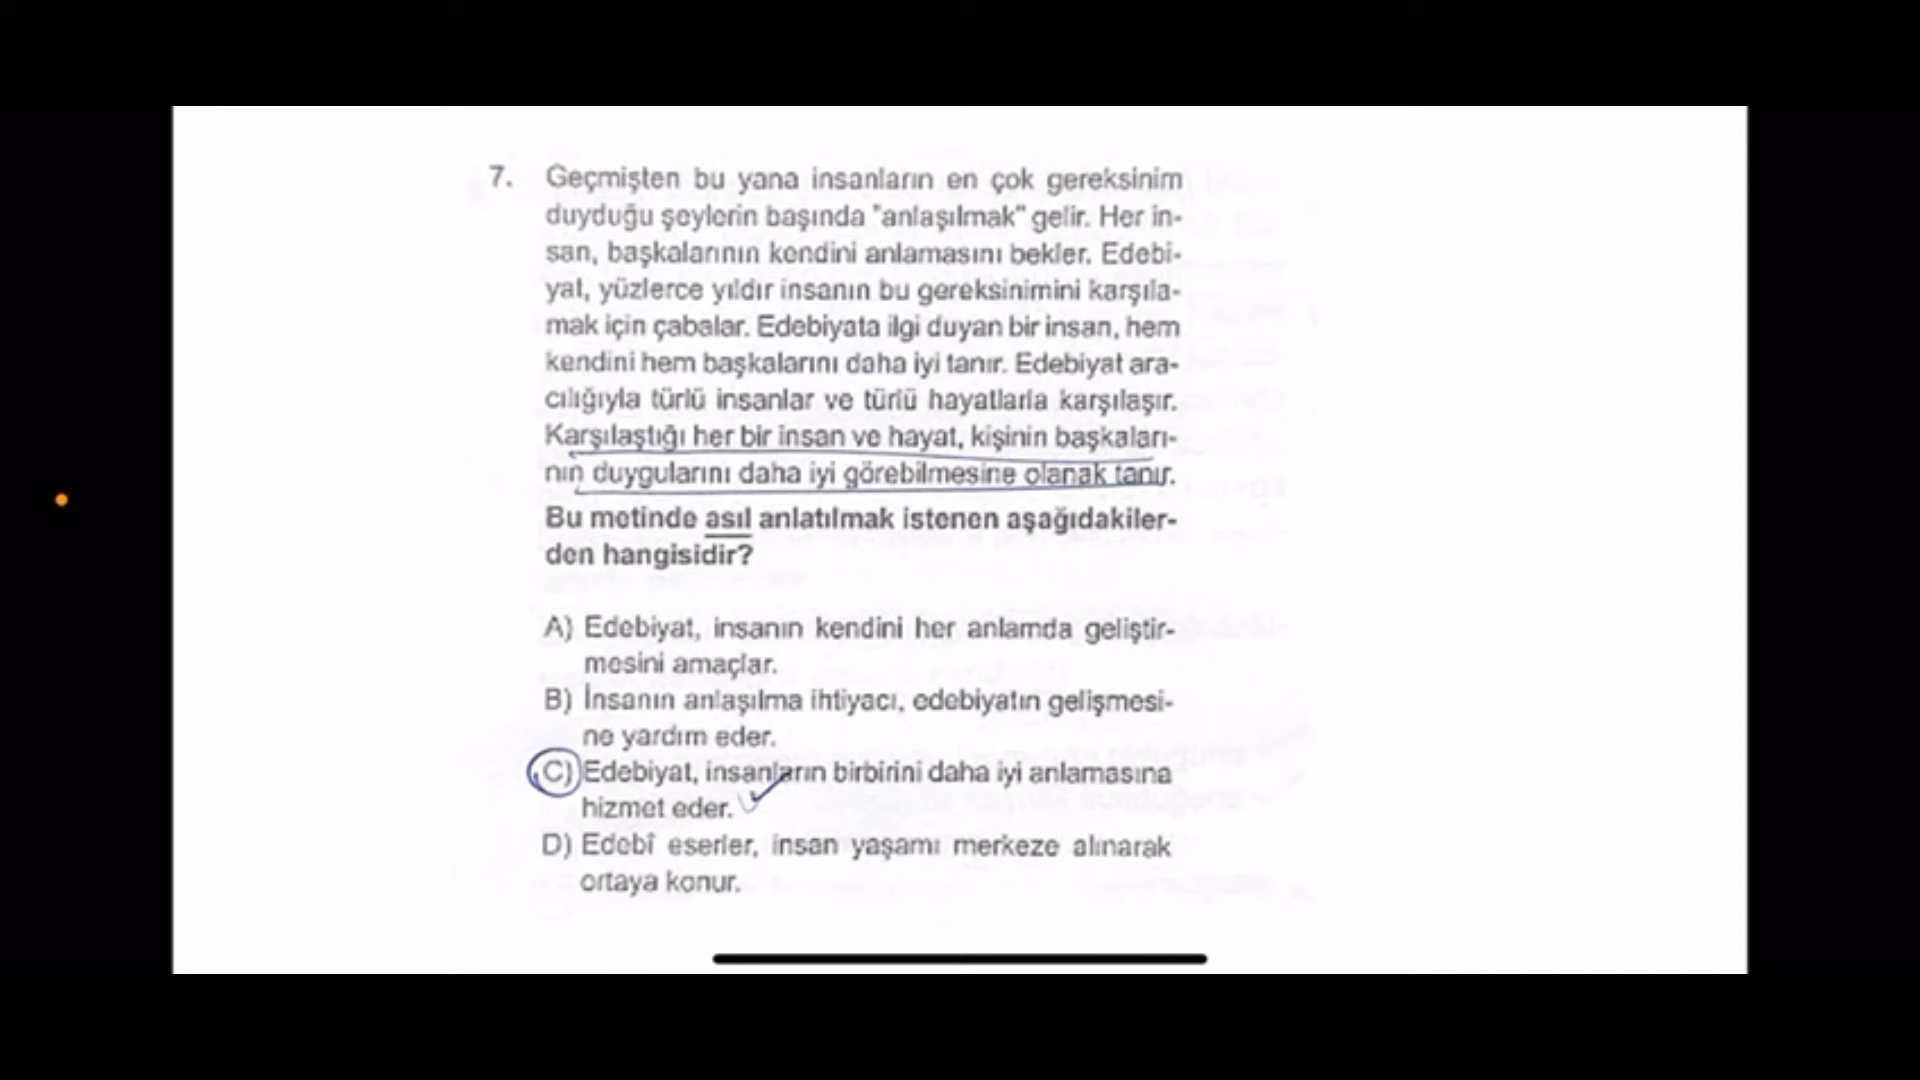 7. Geçmişten bu yana insanların en çok gereksinim
duyduğu şeylerin başında "anlaşılmak" gelir. Her in-
san, başkalarının kendini anlamasını bekler. Edebi-
yat, yüzlerce yıldır insanın bu gereksinimini karşıla-
mak için çabalar. Edebiyata ilgi duyan bir insan, hem
kendini hem başkalarını daha iyi tanır. Edebiyat ara-
cılığıyla türlü insanlar ve türlü hayatlarla karşılaşır.
Karşılaştığı her bir insan ve hayat, kişinin başkaları-
nın duygularını daha iyi görebilmesine olanak tanır.
Bu metinde asıl anlatılmak istenen aşağıdakiler-
den hangisidir?
A) Edebiyat, insanın kendini her anlamda geliştir-
mesini amaçlar.
B) İnsanın anlaşılma ihtiyacı, edebiyatın gelişmesi-
ne yardım eder.
C) Edebiyat, insanların birbirini daha iyi anlamasına
hizmet eder.
D) Edebî eserler, insan yaşamı merkeze alınarak
ortaya konur.